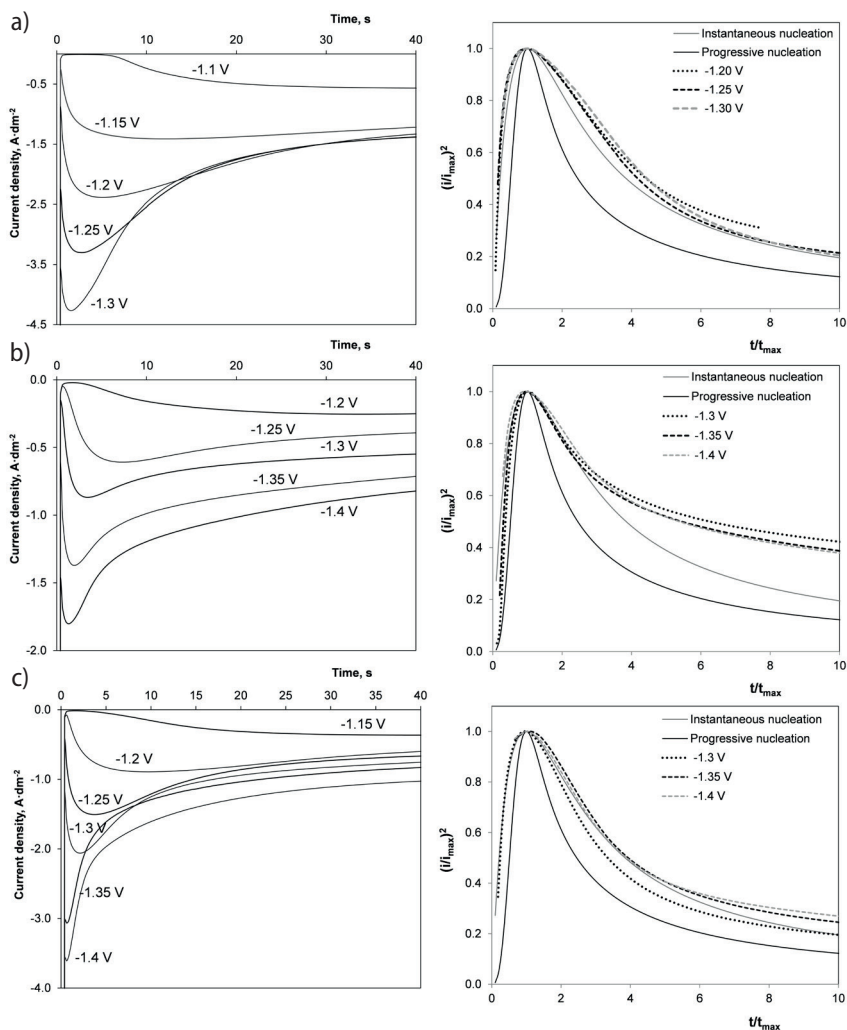 a)
Time, s
0 10 20 30 40
Current density, A·dm-2
-0.5
-1.5
-2.5
-3.5
-4.5
-1.1 V
-1.15 V
-1.2 V
-1.25 V
-1.3 V
(i/imax)2
1.0
0.8
0.6
0.4
0.2
0.0
Instantaneous nucleation
Progressive nucleation
-1.20 V
-1.25 V
-1.30 V
0 2 4 6 8 10
t/tmax
b)
Time, s
0 10 20 30 40
Current density, A·dm-2
0.0
-0.5
-1.0
-1.5
-2.0
-1.2 V
-1.25 V
-1.3 V
-1.35 V
-1.4 V
(i/imax)2
1.0
0.8
0.6
0.4
0.2
0.0
Instantaneous nucleation
Progressive nucleation
-1.3 V
-1.35 V
-1.4 V
0 2 4 6 8 10
t/tmax
c)
Time, s
0 5 10 15 20 25 30 35 40
Current density, A·dm-2
0.0
-1.0
-2.0
-3.0
-4.0
-1.15 V
-1.2 V
-1.25 V
-1.3 V
-1.35 V
-1.4 V
(i/imax)2
1.0
0.8
0.6
0.4
0.2
0.0
Instantaneous nucleation
Progressive nucleation
-1.3 V
-1.35 V
-1.4 V
0 2 4 6 8 10
t/tmax